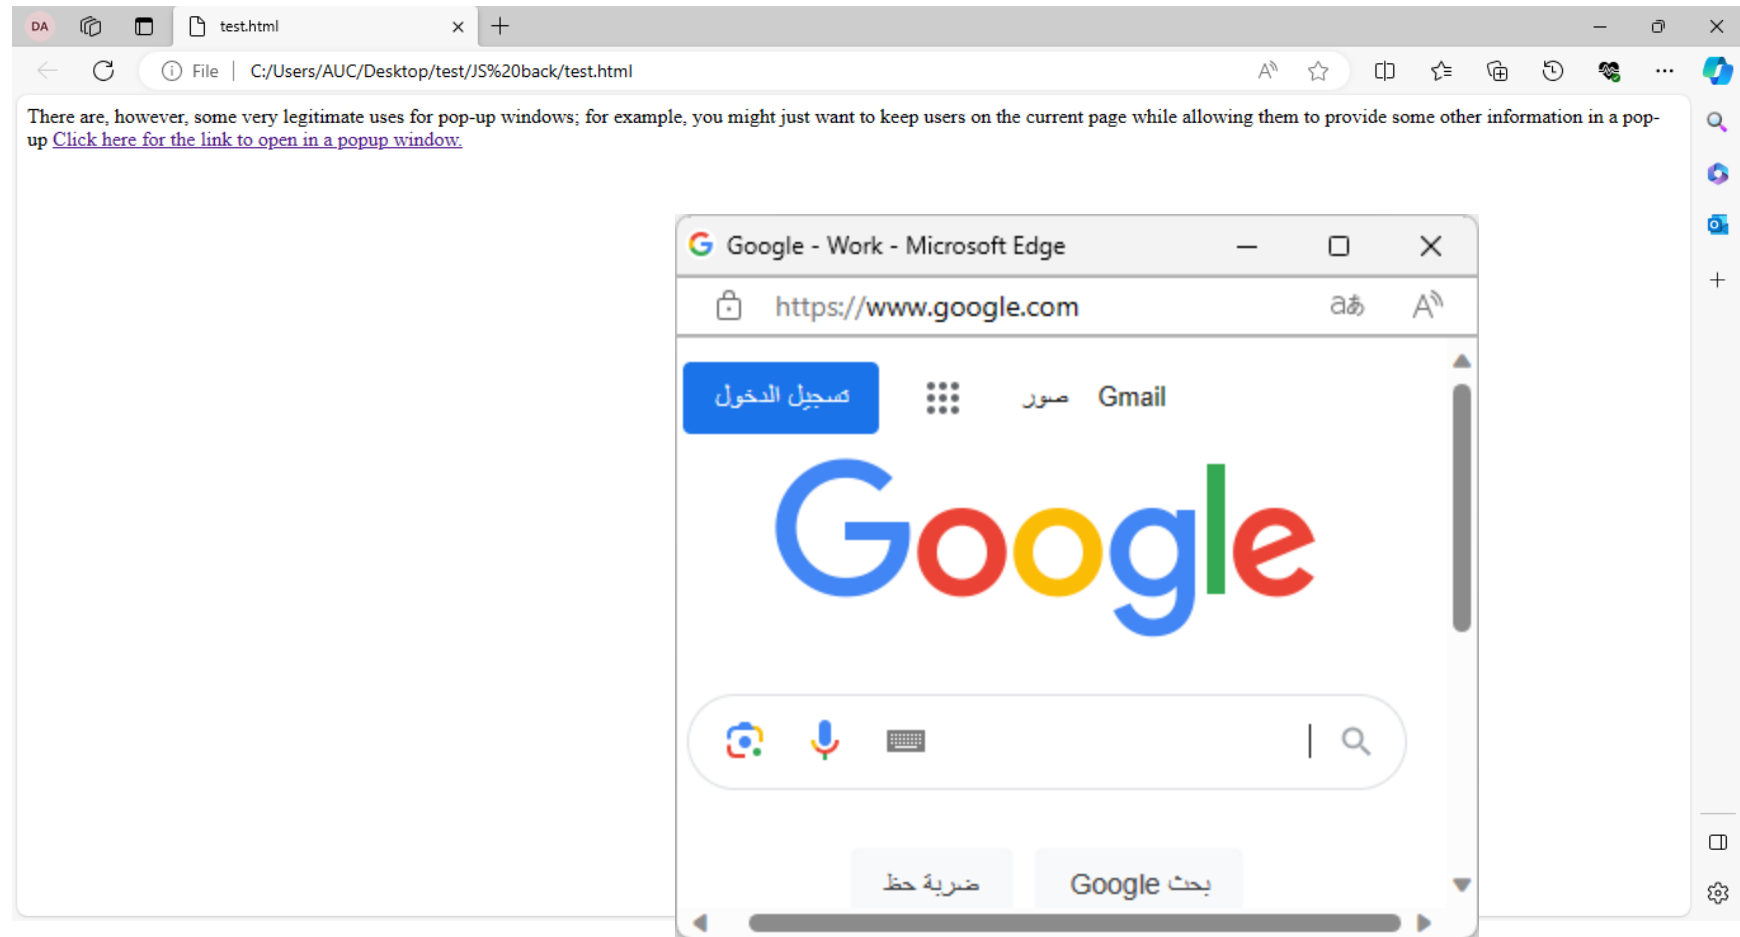 DA
test.html
File
C:/Users/AUC/Desktop/test/JS%20back/test.html
There are, however, some very legitimate uses for pop-up windows; for example, you might just want to keep users on the current page while allowing them to provide some other information in a pop-
up Click here for the link to open in a popup window.
Google - Work - Microsoft Edge
https://www.google.com
aあ
تسجيل الدخول
صور
Gmail
Google
ضربة حظ
بحث Google